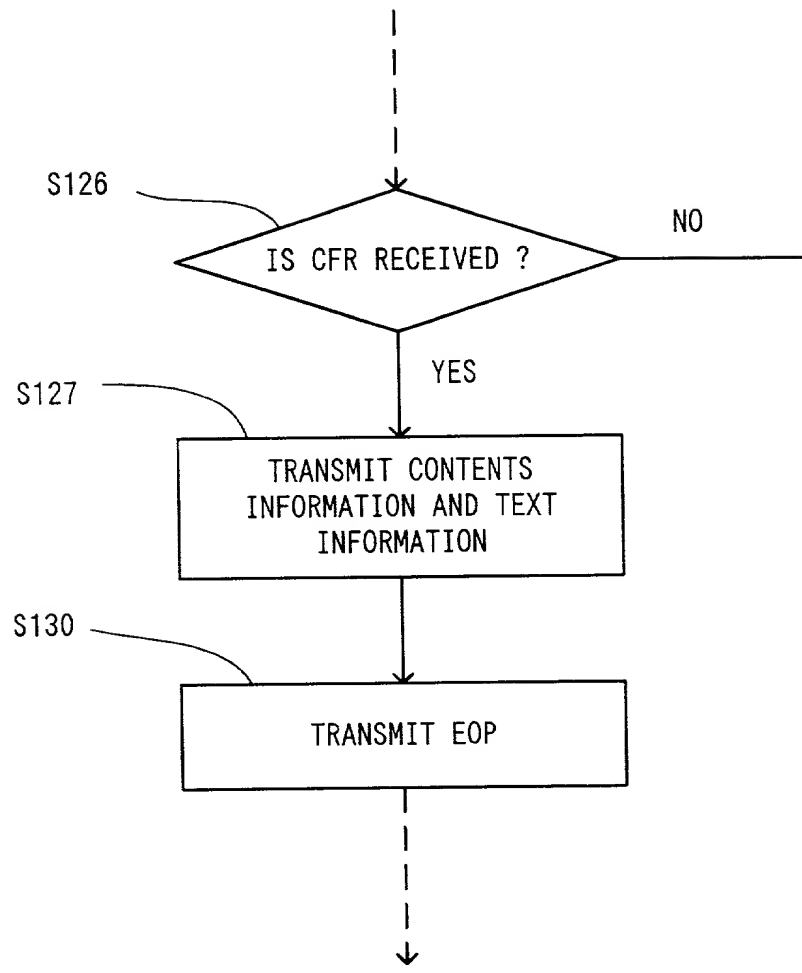 S126
IS CFR RECEIVED ?
NO
YES
S127
TRANSMIT CONTENTS
INFORMATION AND TEXT
INFORMATION
S130
TRANSMIT EOP